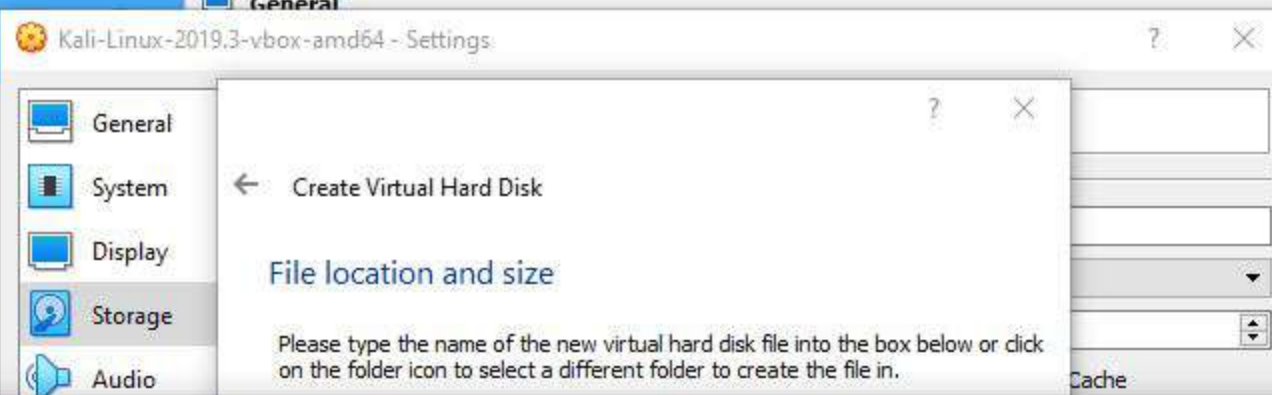 General
Kali-Linux-2019.3-vbox-amd64 - Settings
?
General
?
System
Create Virtual Hard Disk
Display
File location and size
Storage
Please type the name of the new virtual hard disk file into the box below or click
on the folder icon to select a different folder to create the file in.
Audio
Cache